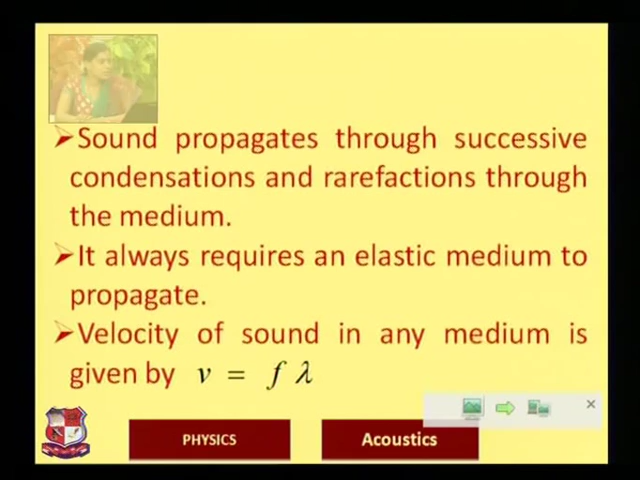 ➢Sound propagates through successive
condensations and rarefactions through
the medium.
➢It always requires an elastic medium to
propagate.
➢Velocity of sound in any medium is
given by v = f λ
PHYSICS
Acoustics